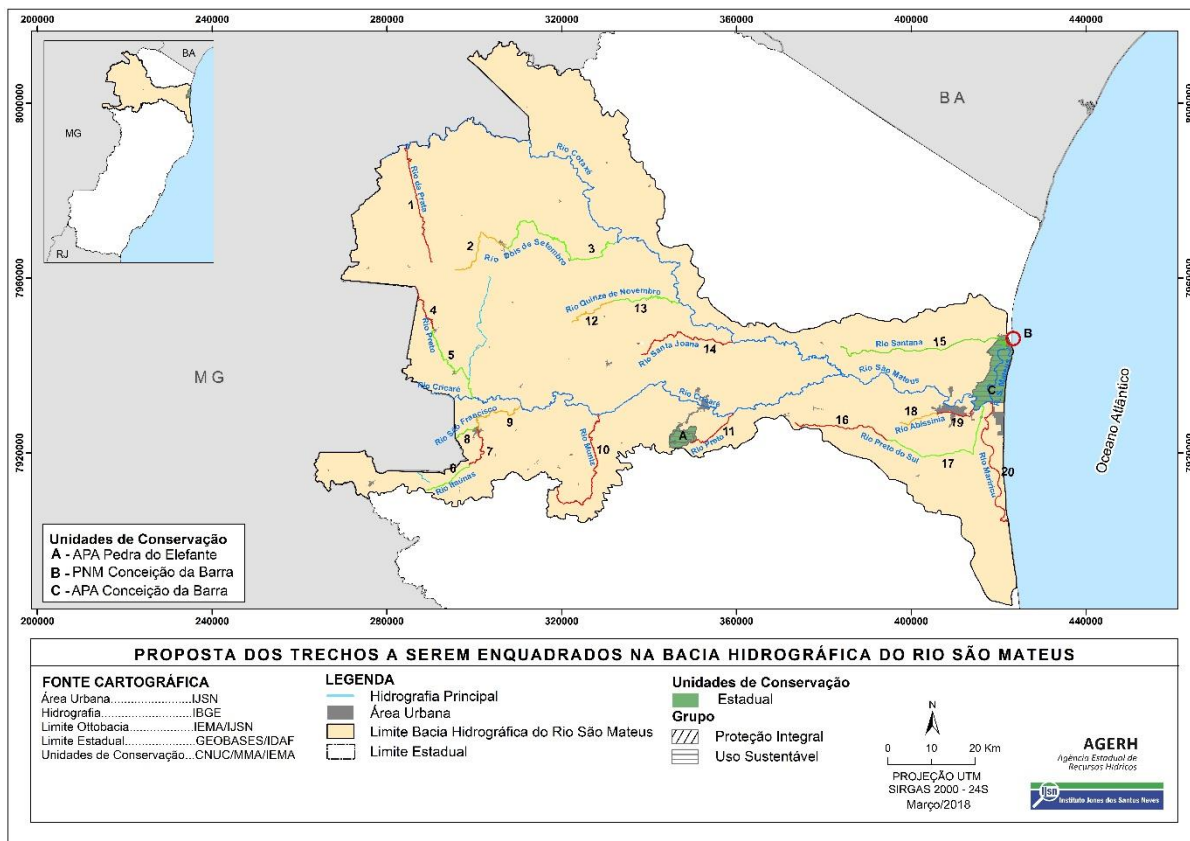 200000 240000 280000 320000 360000 400000 440000
8000000
7960000
7920000
8000000
7960000
7920000
BA
MG
RJ
BA
MG
Oceano Atlântico
Rio Cotaxé
Rio da Prata
1
2
Rio Dois de Setembro
3
4
Rio Preto
5
Rio Quinza de Novembro
12
13
Rio Santa Joana
14
Rio Santana
15
B
C
Rio São Mateus
Rio Cricaré
Rio Cricaré
Rio São Francisco
9
8
7
6
Rio Itaúnas
Rio Muniz
10
A
Rio Preto
11
16
18
Rio Abissínia
19
Rio Preto do Sul
17
Rio Mariricu
20
Unidades de Conservação
A - APA Pedra do Elefante
B - PNM Conceição da Barra
C - APA Conceição da Barra
200000 240000 280000 320000 360000 400000 440000
PROPOSTA DOS TRECHOS A SEREM ENQUADRADOS NA BACIA HIDROGRÁFICA DO RIO SÃO MATEUS
FONTE CARTOGRÁFICA
Área Urbana..................IJSN
Hidrografia.....................IBGE
Limite Ottobacia.............IEMA/IJSN
Limite Estadual...............GEOBASES/IDAF
Unidades de Conservação...CNUC/MMA/IEMA
LEGENDA
Hidrografia Principal
Área Urbana
Limite Bacia Hidrográfica do Rio São Mateus
Limite Estadual
Unidades de Conservação
Estadual
Grupo
Proteção Integral
Uso Sustentável
N
0 10 20 Km
PROJEÇÃO UTM
SIRGAS 2000 - 24S
Março/2018
AGERH
Agência Estadual de
Recursos Hídricos
ijsn
Instituto Jones dos Santos Neves